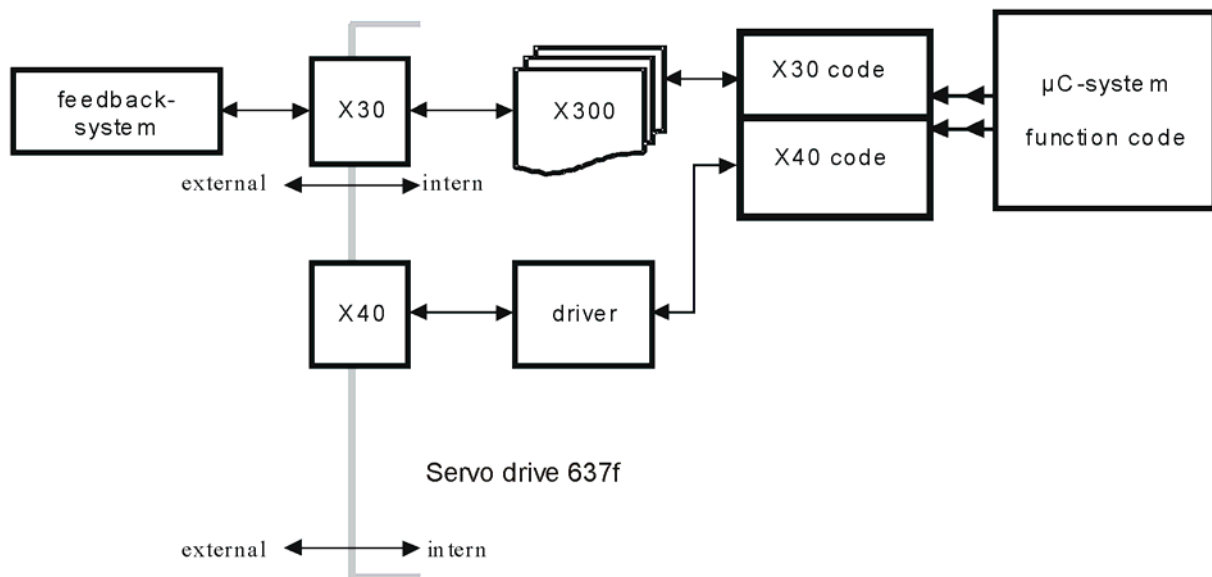 feedback-
system
X30
X300
X30 code
X40 code
µC-system
function code
external
intern
X40
driver
Servo drive 637f
external
intern